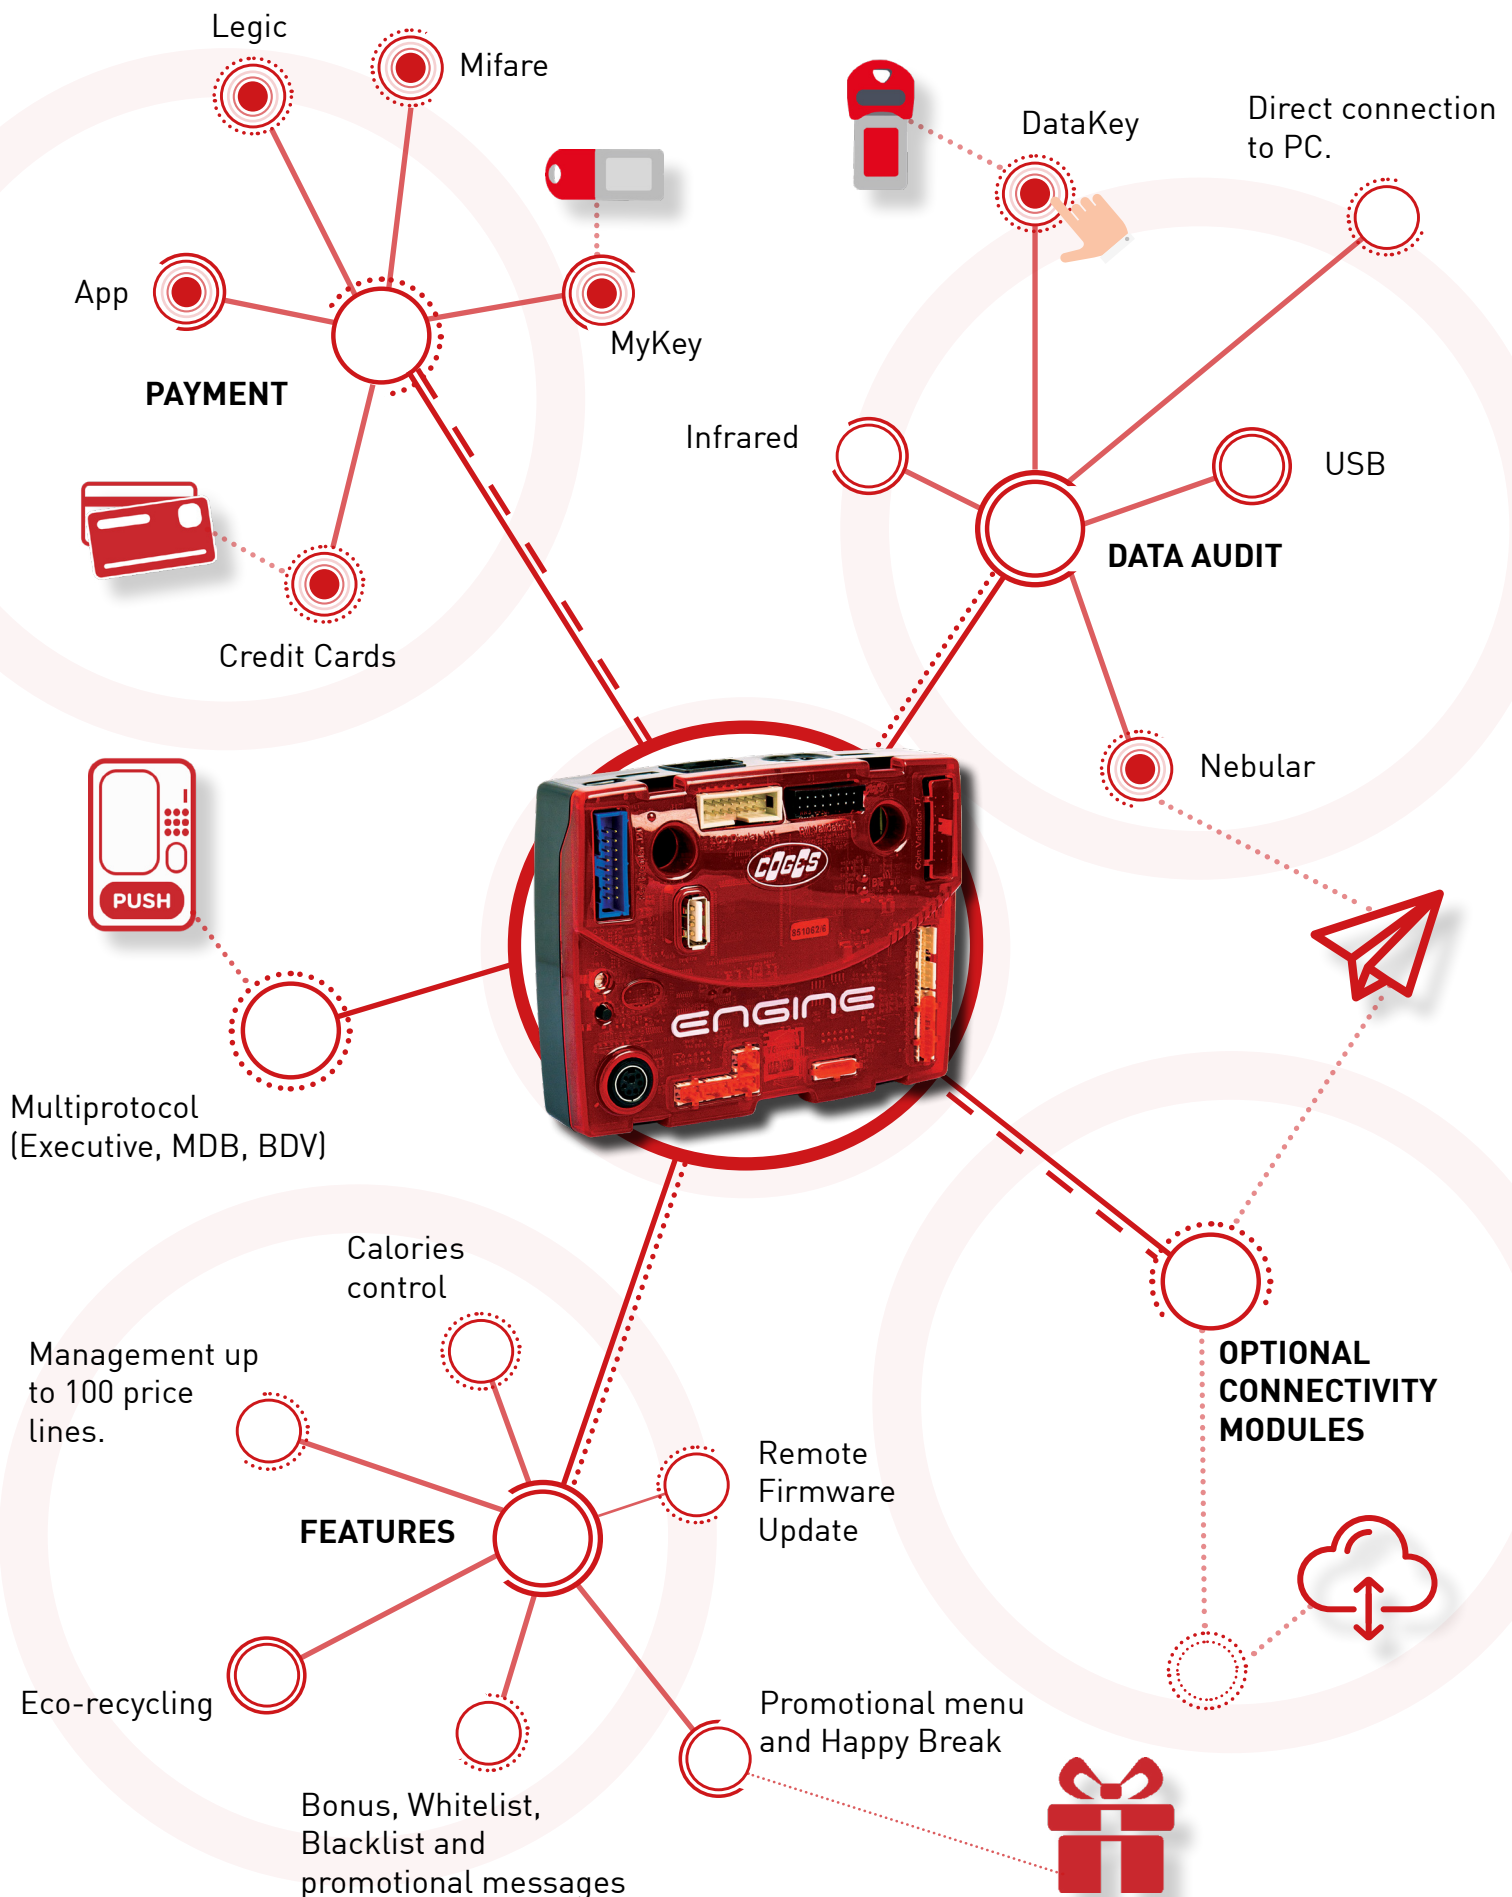 Legic
Mifare
DataKey
Direct connection
to PC.
App
MyKey
PAYMENT
Infrared
USB
DATA AUDIT
Credit Cards
Nebular
PUSH
COGES
851063/6
ENGINE
Multiprotocol
(Executive, MDB, BDV)
Calories
control
Management up
to 100 price
lines.
OPTIONAL
CONNECTIVITY
MODULES
Remote
Firmware
Update
FEATURES
Eco-recycling
Promotional menu
and Happy Break
Bonus, Whitelist,
Blacklist and
promotional messages